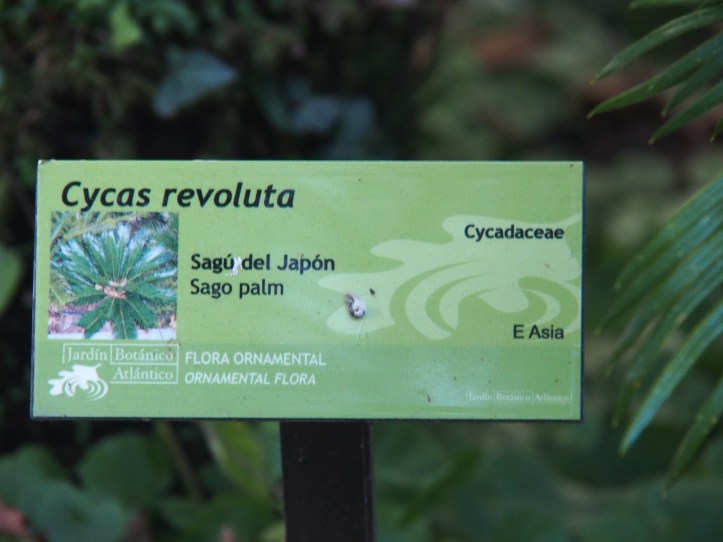 Cycas revoluta
Cycadaceae
Sagú del Japón
Sago palm
E Asia
Jardín Botánico
Atlántico
FLORA ORNAMENTAL
ORNAMENTAL FLORA
Jardín Botánico Atlántico